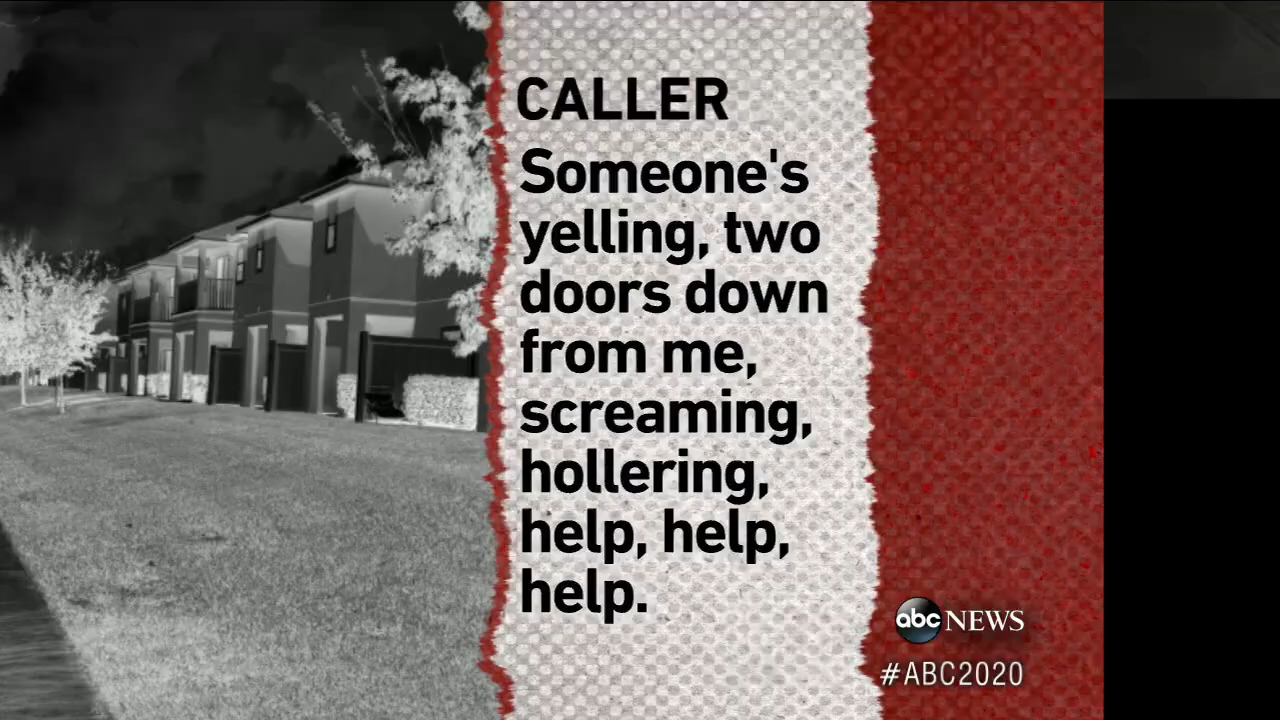 CALLER
Someone's
yelling, two
doors down
from me,
screaming,
hollering,
help, help,
help.
abc NEWS
#ABC2020